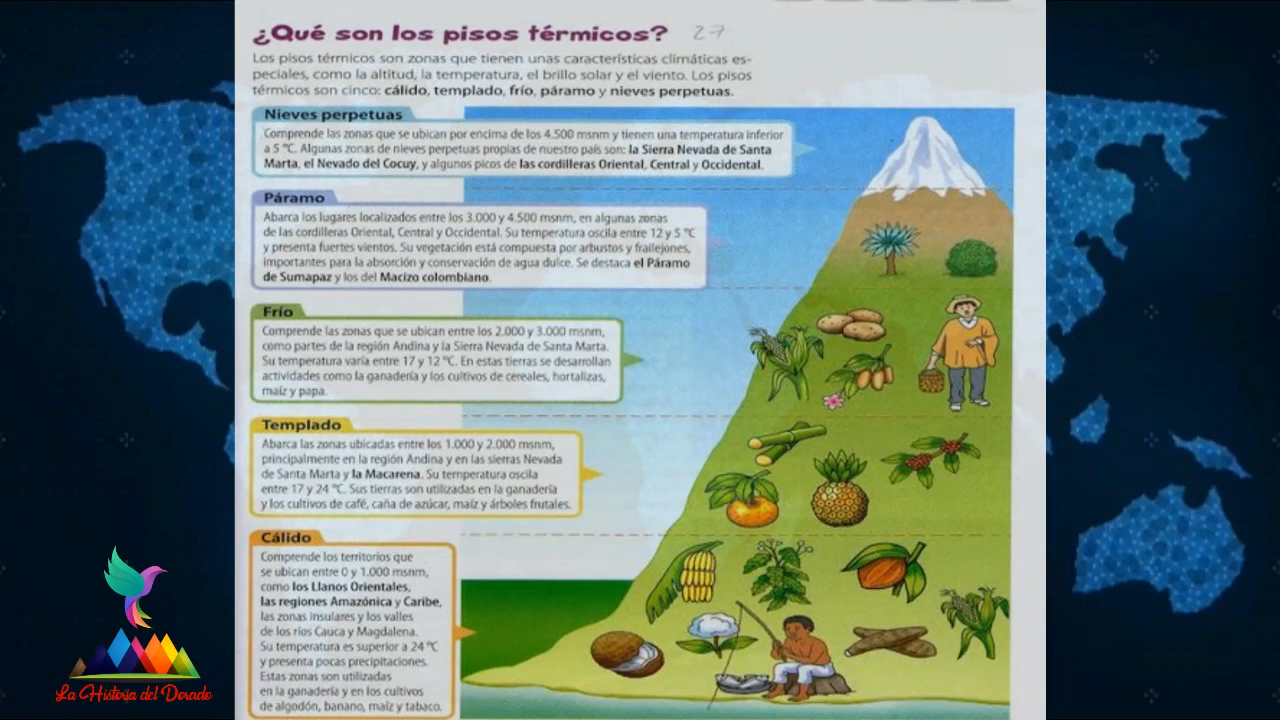 ¿Qué son los pisos térmicos? 27
Los pisos térmicos son zonas que tienen unas características climáticas es-
peciales, como la altitud, la temperatura, el brillo solar y el viento. Los pisos
térmicos son cinco: cálido, templado, frío, páramo y nieves perpetuas.
Nieves perpetuas
Comprende las zonas que se ubican por encima de los 4.500 msnm y tienen una temperatura inferior
a 5 °C. Algunas zonas de nieves perpetuas propias de nuestro país son: la Sierra Nevada de Santa
Marta, el Nevado del Cocuy, y algunos picos de las cordilleras Oriental, Central y Occidental.
Páramo
Abarca los lugares localizados entre los 3.000 y 4.500 msnm, en algunas zonas
de las cordilleras Oriental, Central y Occidental. Su temperatura oscila entre 12 y 5 °C
y presenta fuertes vientos. Su vegetación está compuesta por arbustos y frailejones,
importantes para la absorción y conservación de agua dulce. Se destaca el Páramo
de Sumapaz y los del Macizo colombiano.
Frío
Comprende las zonas que se ubican entre los 2.000 y 3.000 msnm,
como partes de la región Andina y la Sierra Nevada de Santa Marta.
Su temperatura varía entre 17 y 12 °C. En estas tierras se desarrollan
actividades como la ganadería y los cultivos de cereales, hortalizas,
maíz y papa.
Templado
Abarca las zonas ubicadas entre los 1.000 y 2.000 msnm,
principalmente en la región Andina y en las sierras Nevada
de Santa Marta y la Macarena. Su temperatura oscila
entre 17 y 24 °C. Sus tierras son utilizadas en la ganadería
y los cultivos de café, caña de azúcar, maíz y árboles frutales.
Cálido
Comprende los territorios que
se ubican entre 0 y 1.000 msnm,
como los Llanos Orientales,
las regiones Amazónica y Caribe,
las zonas insulares y los valles
de los ríos Cauca y Magdalena.
Su temperatura es superior a 24 °C
y presenta pocas precipitaciones.
Estas zonas son utilizadas
en la ganadería y en los cultivos
de algodón, banano, maíz y tabaco.
La Historia del Dorado